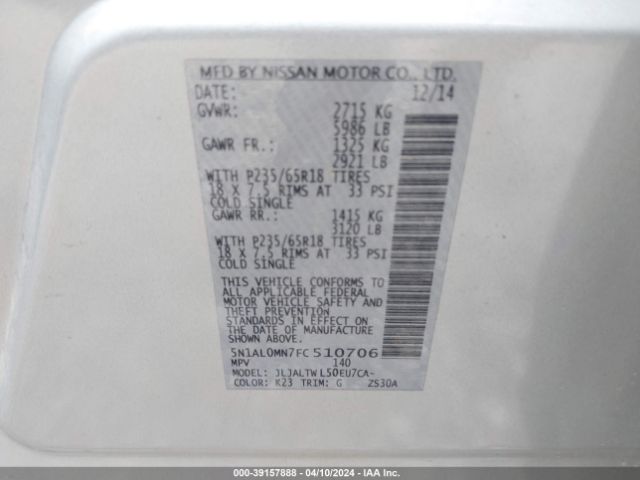 MFD BY NISSAN MOTOR CO., LTD.
DATE: 12/14
GVWR: 2715 KG
5986 LB
GAWR FR.: 1325 KG
2921 LB
WITH P235/65R18 TIRES
18 X 7.5 RIMS AT 33 PSI
COLD SINGLE
GAWR RR.: 1415 KG
3120 LB
WITH P235/65R18 TIRES
18 X 7.5 RIMS AT 33 PSI
COLD SINGLE
THIS VEHICLE CONFORMS TO
ALL APPLICABLE FEDERAL
MOTOR VEHICLE SAFETY AND
THEFT PREVENTION
STANDARDS IN EFFECT ON
THE DATE OF MANUFACTURE
SHOWN ABOVE.
5N1AL0MN7FC510706
MPV 140
MODEL: JLJALTWL50EU7CA-
COLOR: K23 TRIM: G ZS30A
000-39157888 - 04/10/2024 - IAA Inc.